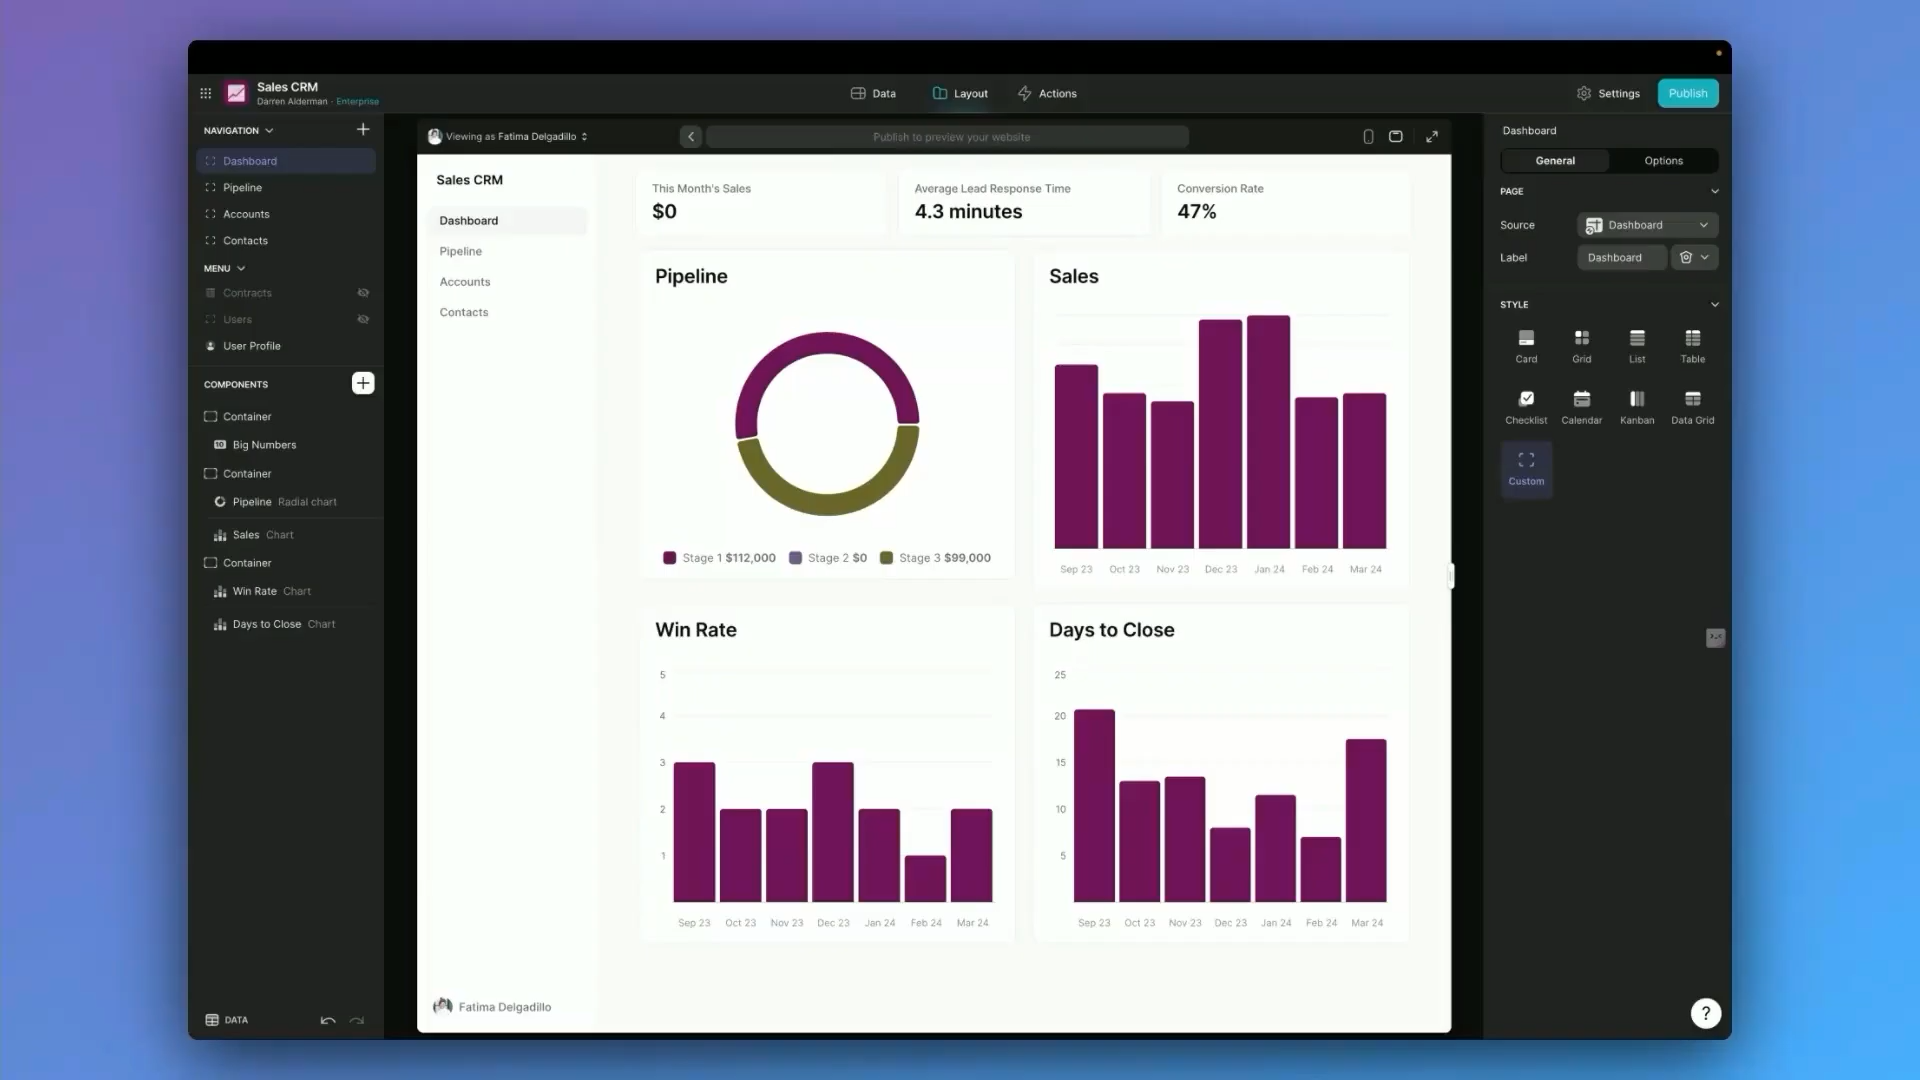 Sales CRM
Darren Alderman · Enterprise
Data
Layout
Actions
Settings
Publish
NAVIGATION
Dashboard
Pipeline
Accounts
Contacts
MENU
Contracts
Users
User Profile
COMPONENTS
Container
Big Numbers
Container
Pipeline Radial chart
Sales Chart
Container
Win Rate Chart
Days to Close Chart
DATA
Viewing as Fatima Delgadillo
Publish to preview your website
Sales CRM
Dashboard
Pipeline
Accounts
Contacts
Fatima Delgadillo
This Month's Sales
$0
Average Lead Response Time
4.3 minutes
Conversion Rate
47%
Pipeline
Stage 1 $112,000 Stage 2 $0 Stage 3 $99,000
Sales
Sep 23 Oct 23 Nov 23 Dec 23 Jan 24 Feb 24 Mar 24
Win Rate
5
4
3
2
1
Sep 23 Oct 23 Nov 23 Dec 23 Jan 24 Feb 24 Mar 24
Days to Close
25
20
15
10
5
Sep 23 Oct 23 Nov 23 Dec 23 Jan 24 Feb 24 Mar 24
Dashboard
General Options
PAGE
Source Dashboard
Label Dashboard
STYLE
Card Grid List Table
Checklist Calendar Kanban Data Grid
Custom
?